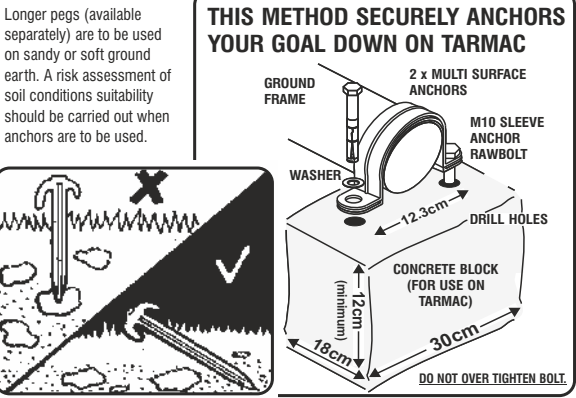 Longer pegs (available
separately) are to be used
on sandy or soft ground
earth. A risk assessment of
soil conditions suitability
should be carried out when
anchors are to be used.
THIS METHOD SECURELY ANCHORS
YOUR GOAL DOWN ON TARMAC
GROUND
FRAME
2 x MULTI SURFACE
ANCHORS
M10 SLEEVE
ANCHOR
RAWBOLT
WASHER
12.3cm
DRILL HOLES
CONCRETE BLOCK
(FOR USE ON
TARMAC)
12cm
(minimum)
18cm
30cm
DO NOT OVER TIGHTEN BOLT.